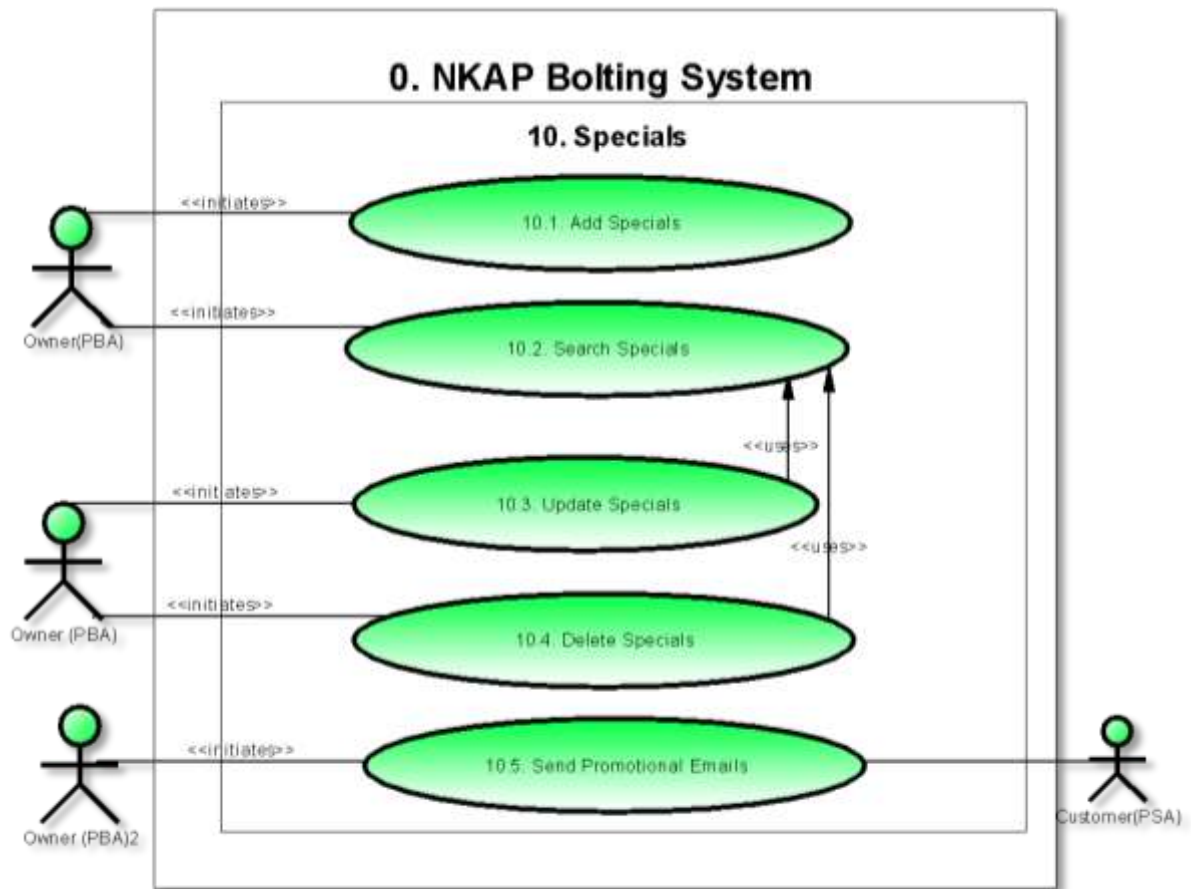 0. NKAP Bolting System
10. Specials
<<initiates>>
10.1. Add Specials
<<initiates>>
Owner(PBA)
10.2. Search Specials
<<uses>>
<<initiates>>
10.3. Update Specials
<<uses>>
<<initiates>>
Owner (PBA)
10.4. Delete Specials
<<initiates>>
10.5. Send Promotional Emails
Customer(PSA)
Owner (PBA)2